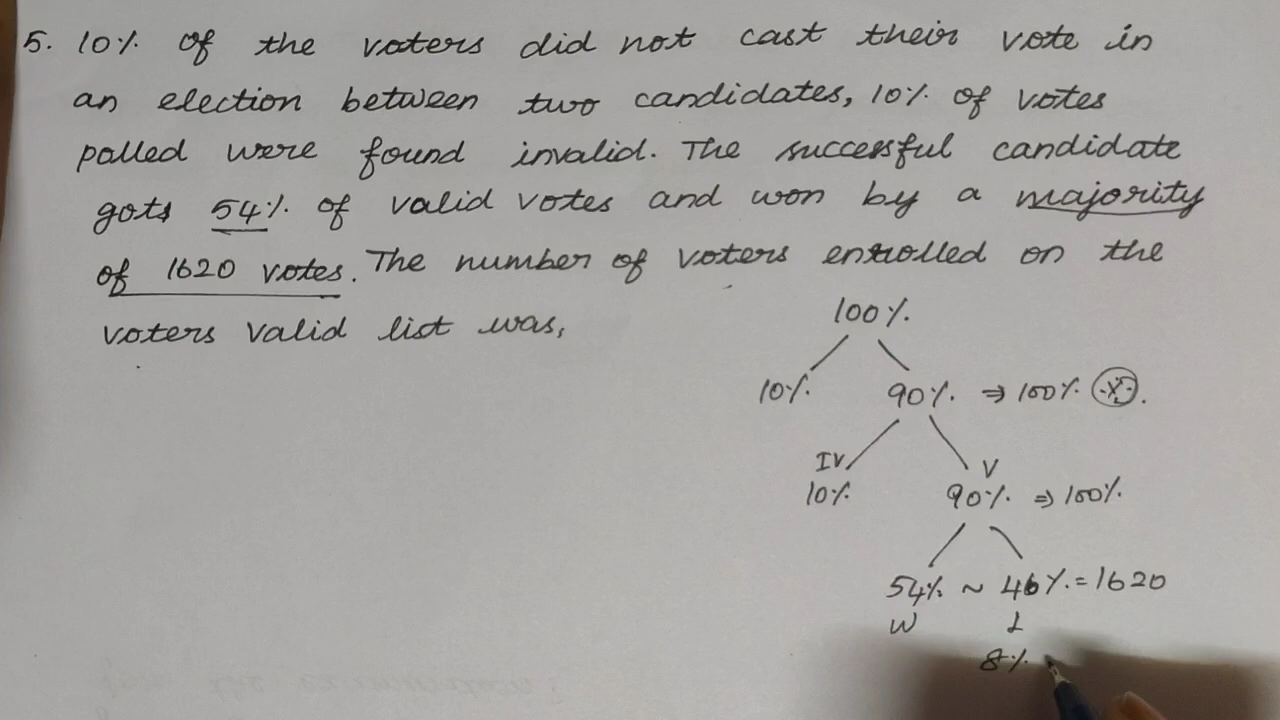 5. 10% of the voters did not cast their vote in
an election between two candidates, 10% of votes
polled were found invalid. The successful candidate
gots 54% of valid votes and won by a majority
of 1620 votes. The number of voters enrolled on the
voters valid list was,
100%
10% 90% ⇒ 100%
IV V
10% 90% ⇒ 100%
54% ~ 46% = 1620
W L
8%